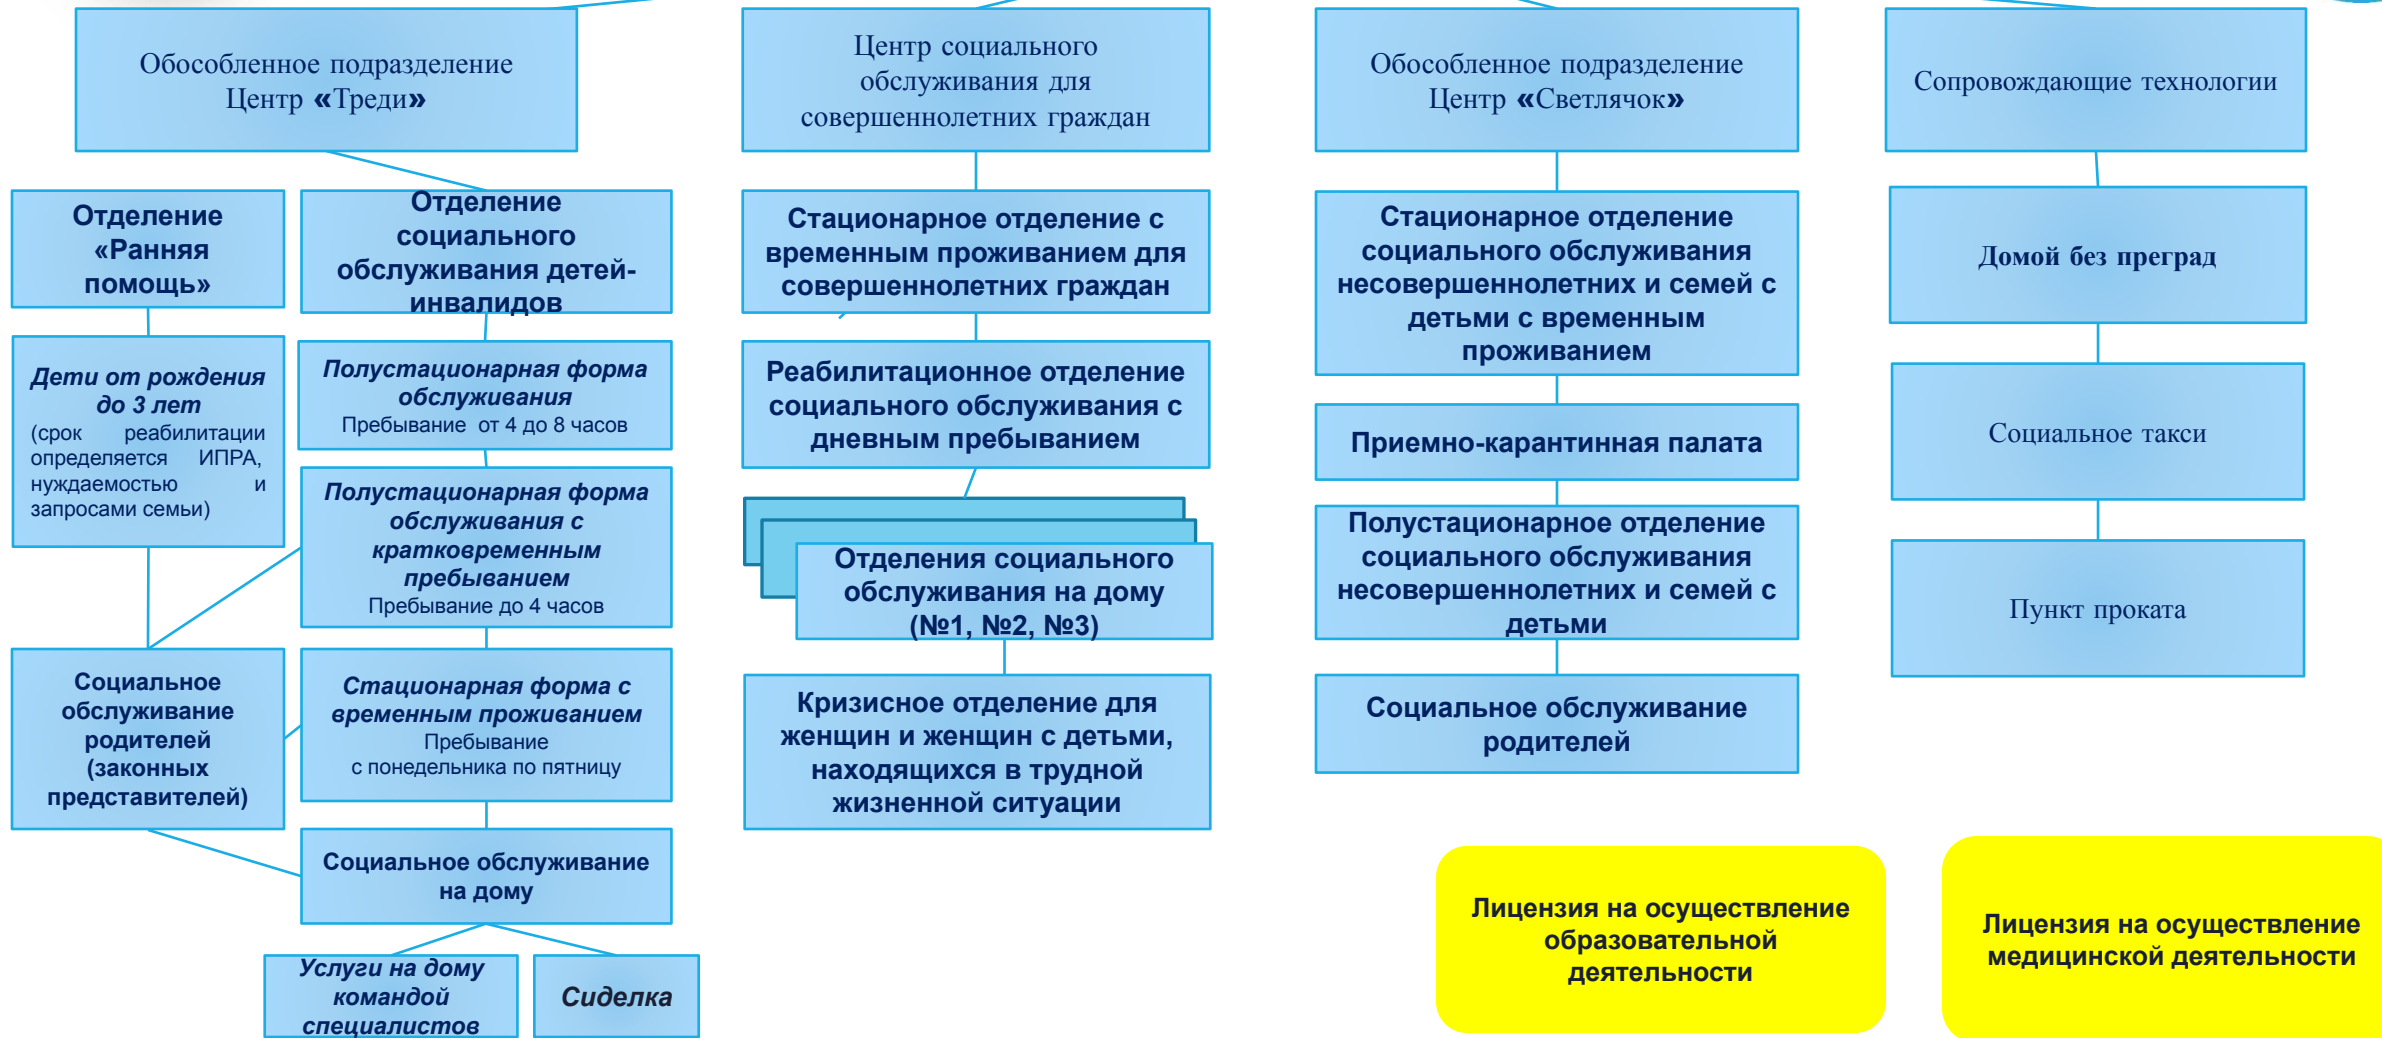 Обособленное подразделение
Центр «Треди»
Центр социального
обслуживания для
совершеннолетних граждан
Обособленное подразделение
Центр «Светлячок»
Сопровождающие технологии
Отделение
«Ранняя
помощь»
Отделение
социального
обслуживания детей-
инвалидов
Стационарное отделение с
временным проживанием для
совершеннолетних граждан
Стационарное отделение
социального обслуживания
несовершеннолетних и семей с
детьми с временным
проживанием
Домой без преград
Дети от рождения
до 3 лет
(срок реабилитации
определяется ИПРА,
нуждаемостью и
запросами семьи)
Полустационарная форма
обслуживания
Пребывание от 4 до 8 часов
Реабилитационное отделение
социального обслуживания с
дневным пребыванием
Приемно-карантинная палата
Социальное такси
Полустационарная форма
обслуживания с
кратковременным
пребыванием
Пребывание до 4 часов
Отделения социального
обслуживания на дому
(№1, №2, №3)
Полустационарное отделение
социального обслуживания
несовершеннолетних и семей с
детьми
Пункт проката
Социальное
обслуживание
родителей
(законных
представителей)
Стационарная форма с
временным проживанием
Пребывание
с понедельника по пятницу
Кризисное отделение для
женщин и женщин с детьми,
находящихся в трудной
жизненной ситуации
Социальное обслуживание
родителей
Социальное обслуживание
на дому
Услуги на дому
командой
специалистов
Сиделка
Лицензия на осуществление
образовательной
деятельности
Лицензия на осуществление
медицинской деятельности